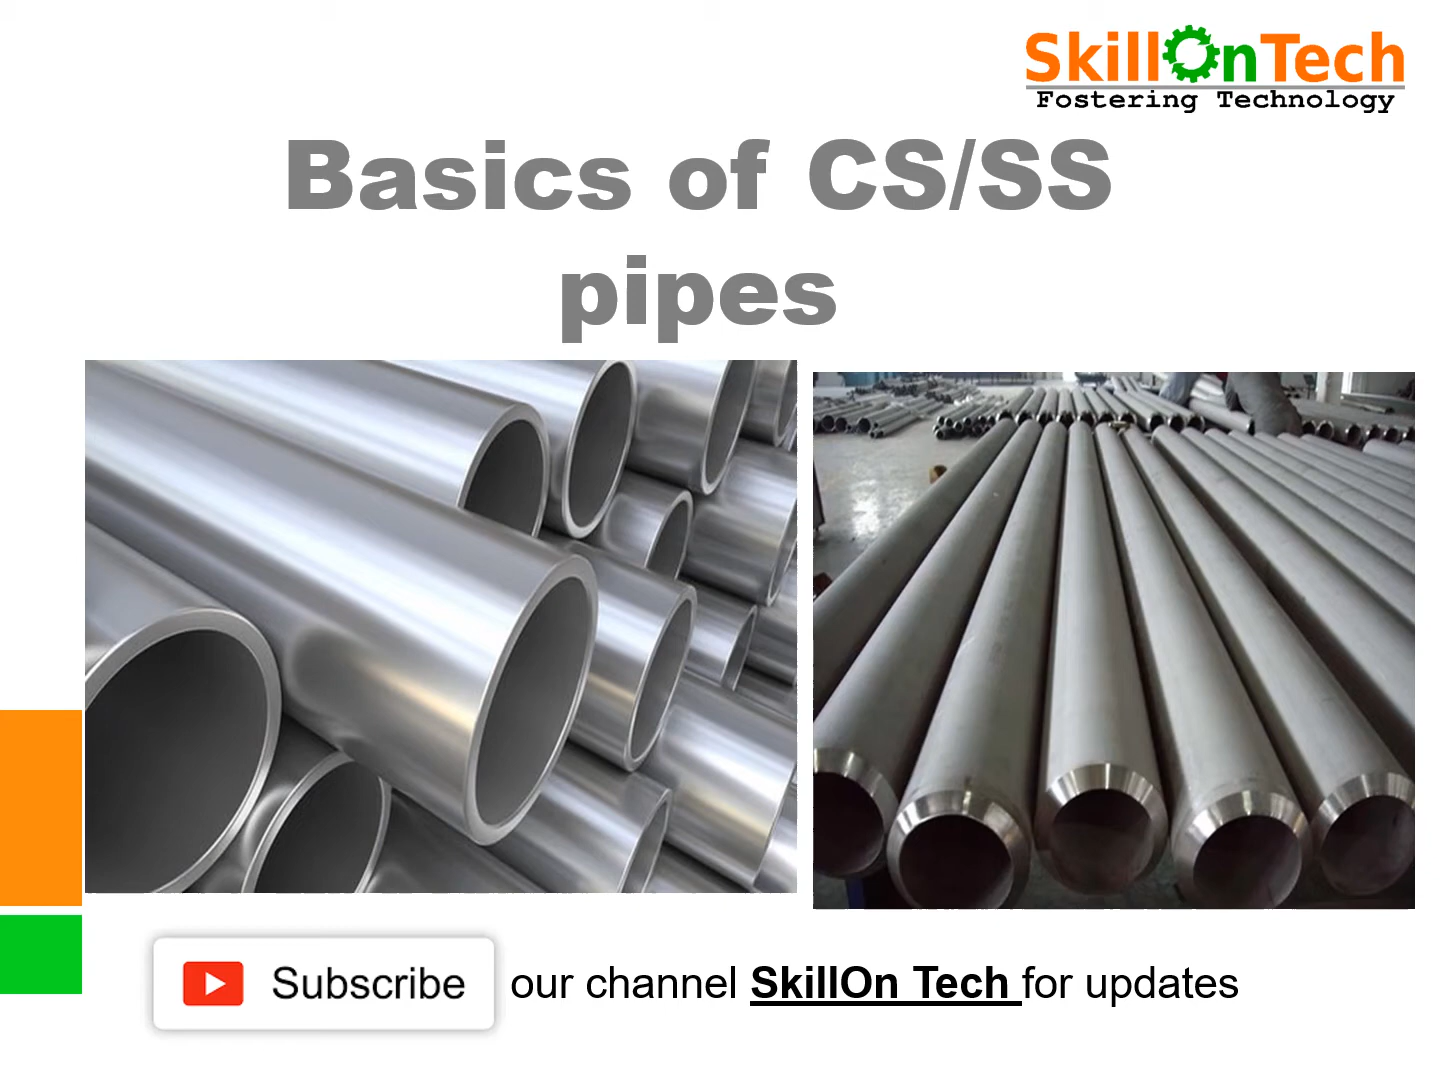 SkillOnTech
Fostering Technology
Basics of CS/SS
pipes
Subscribe our channel SkillOn Tech for updates